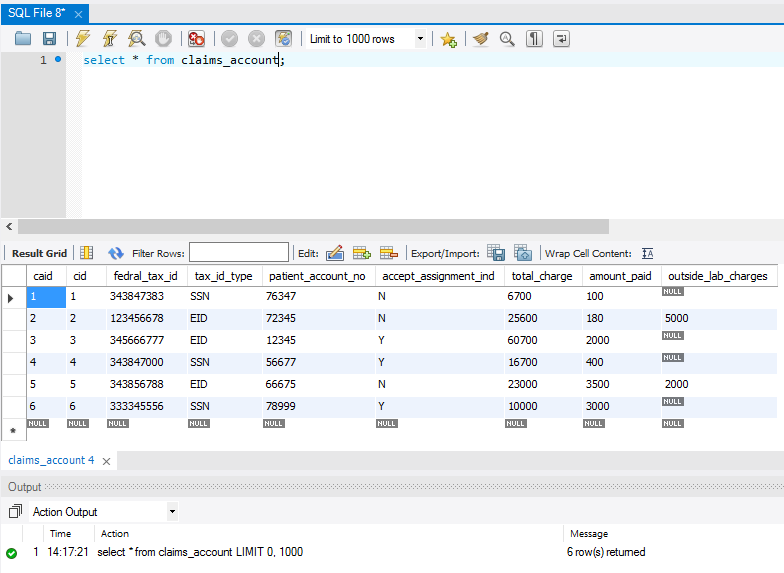 SQL File 8*
Limit to 1000 rows
1 select * from claims_account;
Result Grid Filter Rows: Edit: Export/Import: Wrap Cell Content:
caid cid fedral_tax_id tax_id_type patient_account_no accept_assignment_ind total_charge amount_paid outside_lab_charges
1 1 343847383 SSN 76347 N 6700 100 NULL
2 2 123456678 EID 72345 N 25600 180 5000
3 3 345666777 EID 12345 Y 60700 2000 NULL
4 4 343847000 SSN 56677 Y 16700 400 NULL
5 5 343856788 EID 66675 N 23000 3500 2000
6 6 333345556 SSN 78999 Y 10000 3000 NULL
* NULL NULL NULL NULL NULL NULL NULL NULL NULL
claims_account 4
Output
Action Output
Time Action Message
1 14:17:21 select * from claims_account LIMIT 0, 1000 6 row(s) returned